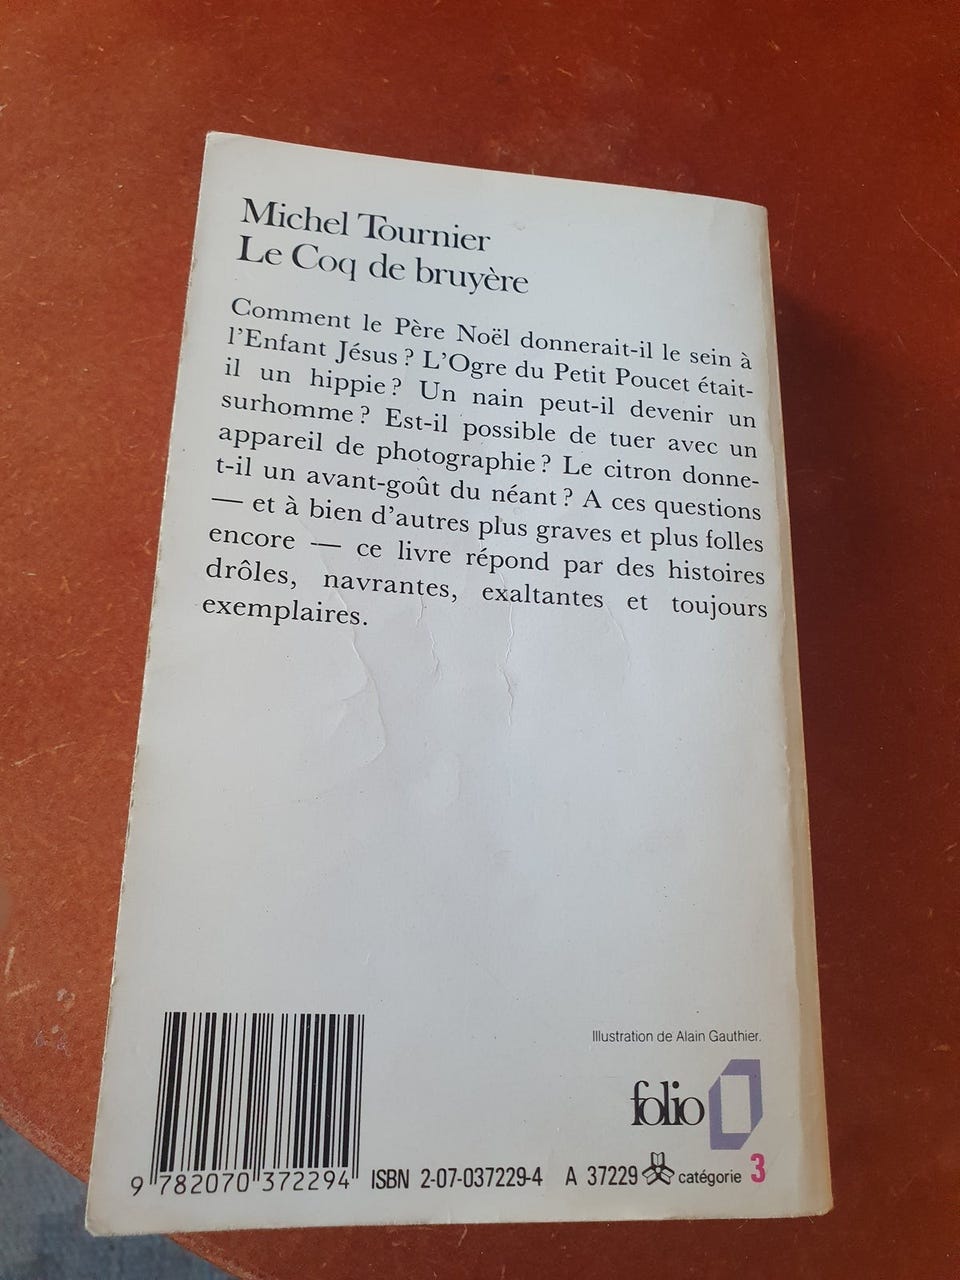 Michel Tournier
Le Coq de bruyère
Comment le Père Noël donnerait-il le sein à
l'Enfant Jésus ? L'Ogre du Petit Poucet était-
il un hippie ? Un nain peut-il devenir un
surhomme ? Est-il possible de tuer avec un
appareil de photographie ? Le citron donne-
t-il un avant-goût du néant ? A ces questions
— et à bien d'autres plus graves et plus folles
encore — ce livre répond par des histoires
drôles, navrantes, exaltantes et toujours
exemplaires.
Illustration de Alain Gauthier.
folio
9 782070 372294 ISBN 2-07-037229-4 A 37229 catégorie 3